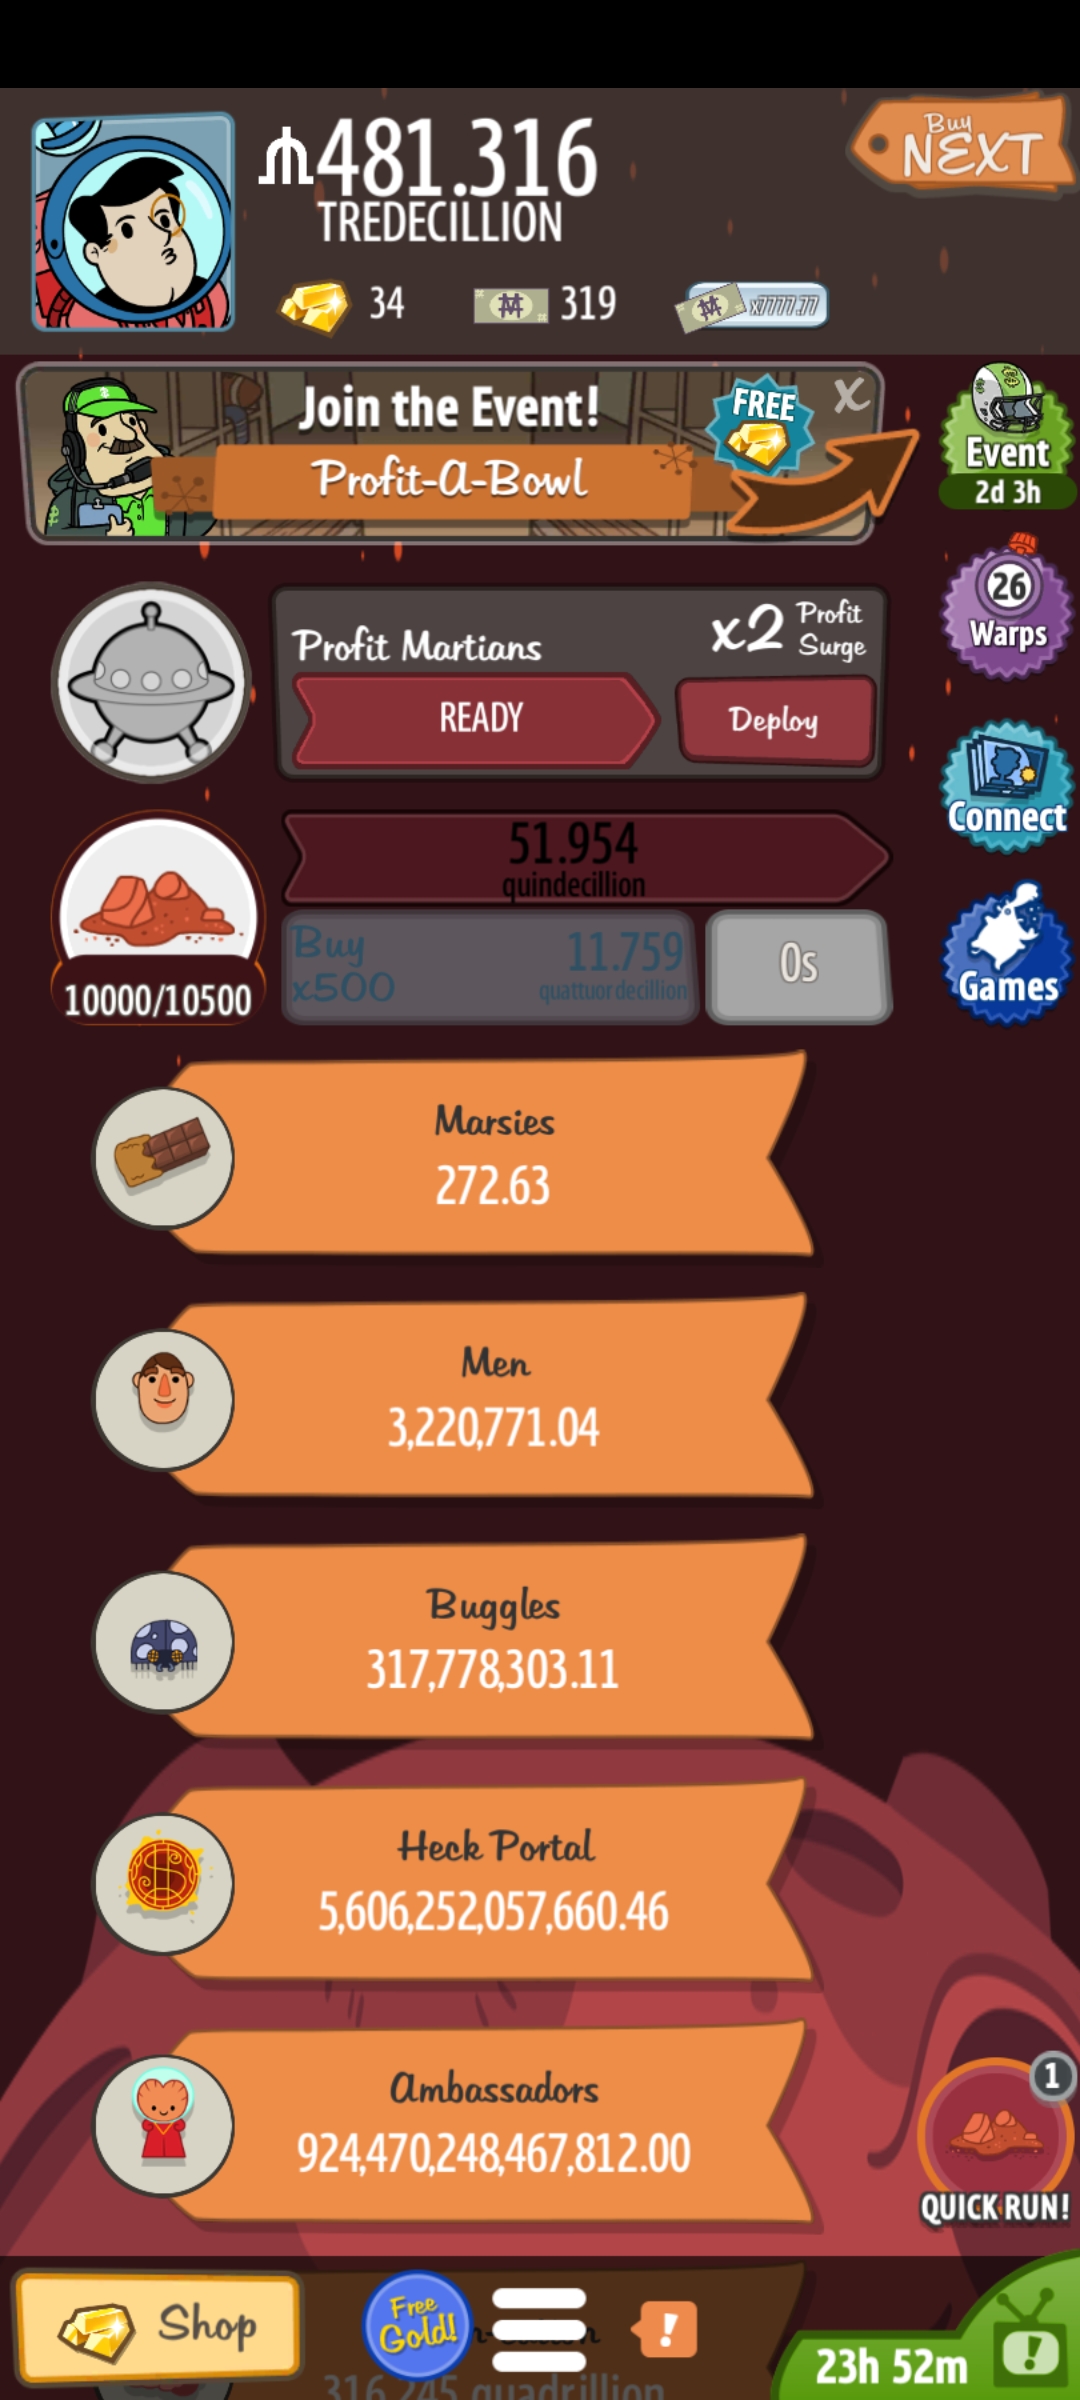 481.316
TREDECILLION
Buy
NEXT
34
319
x7777.77
Join the Event!
Profit-A-Bowl
FREE
X
Event
2d 3h
26
Warps
Profit Martians
x2 Profit
Surge
READY
Deploy
Connect
51.954
quindecillion
10000/10500
Buy
x500
11.759
quattuordecillion
0s
Games
Marsies
272.63
Men
3,220,771.04
Buggles
317,778,303.11
Heck Portal
5,606,252,057,660.46
Ambassadors
924,470,248,467,812.00
1
QUICK RUN!
Shop
Free
Gold!
!
23h 52m
!
316.245 quadrillion